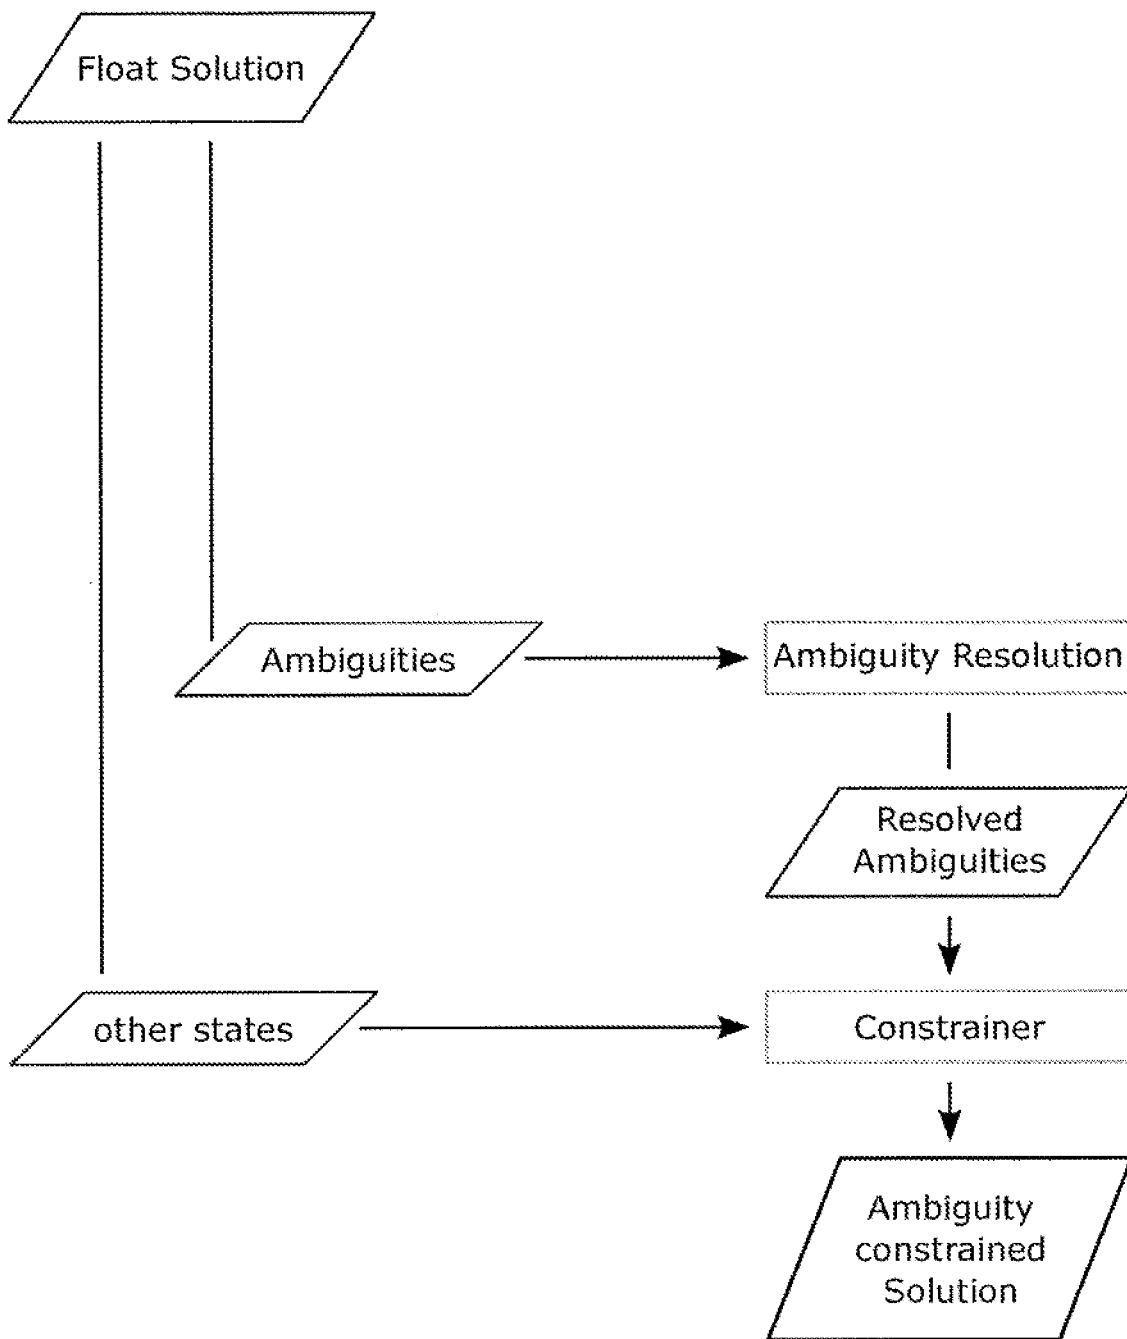 Float Solution
Ambiguities
Ambiguity Resolution
Resolved
Ambiguities
other states
Constrainer
Ambiguity
constrained
Solution